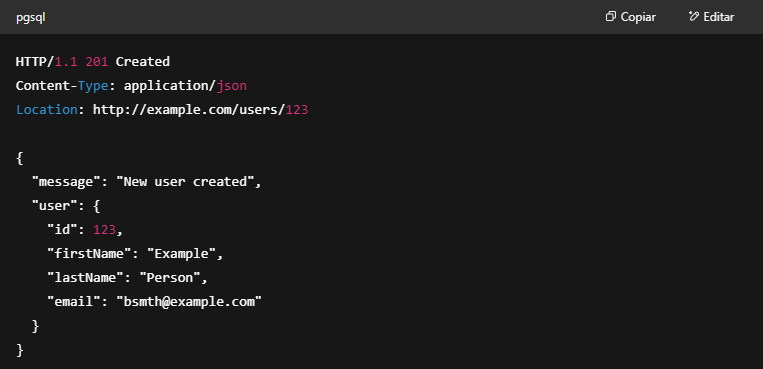 pgsql
Copiar
Editar
HTTP/1.1 201 Created
Content-Type: application/json
Location: http://example.com/users/123
{
"message": "New user created",
"user": {
"id": 123,
"firstName": "Example",
"lastName": "Person",
"email": "bsmth@example.com"
}
}